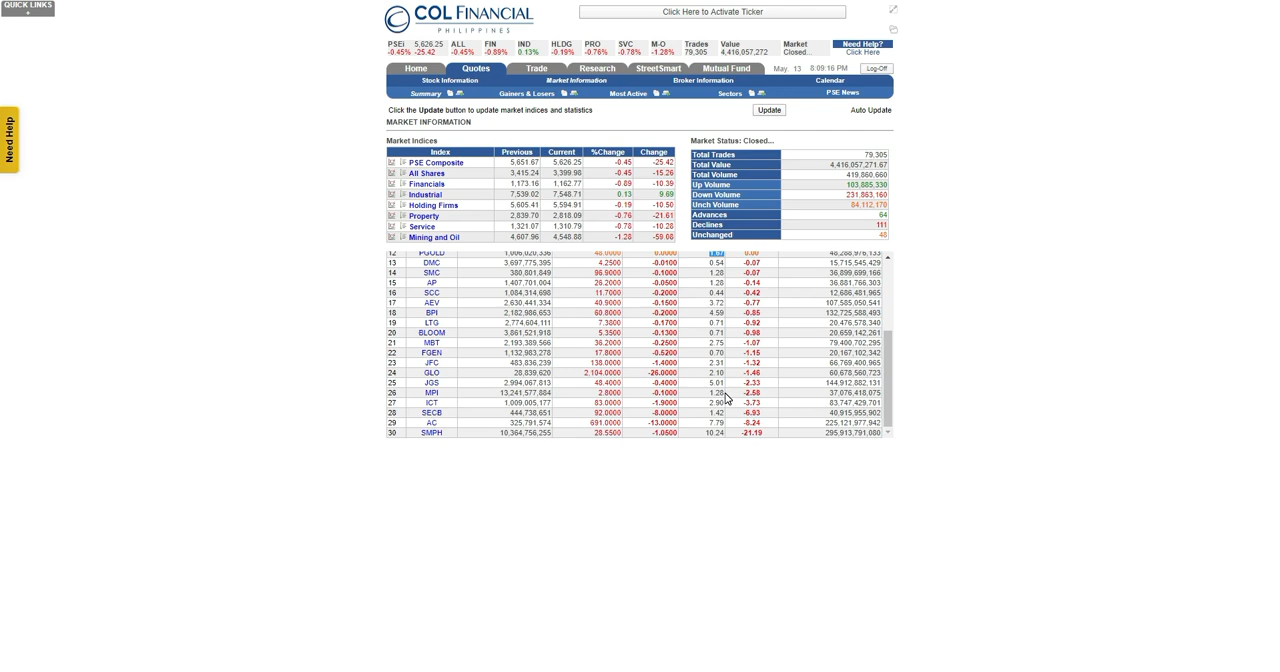 QUICK LINKS
+
COL FINANCIAL
PHILIPPINES
Click Here to Activate Ticker
PSEi 5,626.25 ALL FIN IND HLDG PRO SVC M-O Trades Value Market Need Help?
-0.45% -25.42 -0.45% -0.89% 0.13% -0.19% -0.76% -0.78% -1.28% 79,305 4,416,057,272 Closed... Click Here
Home Quotes Trade Research StreetSmart Mutual Fund May. 13 8:09:16 PM Log-Off
Stock Information Market Information Broker Information Calendar
Summary Gainers & Losers Most Active Sectors PSE News
Need Help
Click the Update button to update market indices and statistics Update Auto Update
MARKET INFORMATION
Market Indices Market Status: Closed...
Index Previous Current %Change Change
PSE Composite 5,651.67 5,626.25 -0.45 -25.42
All Shares 3,415.24 3,399.98 -0.45 -15.26
Financials 1,173.16 1,162.77 -0.89 -10.39
Industrial 7,539.02 7,548.71 0.13 9.69
Holding Firms 5,605.41 5,594.91 -0.19 -10.50
Property 2,839.70 2,818.09 -0.76 -21.61
Service 1,321.07 1,310.79 -0.78 -10.28
Mining and Oil 4,607.96 4,548.88 -1.28 -59.08
Total Trades 79,305
Total Value 4,416,057,271.67
Total Volume 419,860,660
Up Volume 103,885,330
Down Volume 231,863,160
Unch Volume 84,112,170
Advances 64
Declines 111
Unchanged 48
12 PGOLD 1,006,020,336 48.0000 0.0000 1.67 0.00 48,288,976,133
13 DMC 3,697,775,395 4.2500 -0.0100 0.54 -0.07 15,715,545,429
14 SMC 380,801,849 96.9000 -0.1000 1.28 -0.07 36,899,699,166
15 AP 1,407,701,004 26.2000 -0.0500 1.28 -0.14 36,881,766,303
16 SCC 1,084,314,698 11.7000 -0.2000 0.44 -0.42 12,686,481,965
17 AEV 2,630,441,334 40.9000 -0.1500 3.72 -0.77 107,585,050,541
18 BPI 2,182,986,653 60.8000 -0.2000 4.59 -0.85 132,725,588,493
19 LTG 2,774,604,111 7.3800 -0.1700 0.71 -0.92 20,476,578,340
20 BLOOM 3,861,521,918 5.3500 -0.1300 0.71 -0.98 20,659,142,261
21 MBT 2,193,389,566 36.2000 -0.2500 2.75 -1.07 79,400,702,295
22 FGEN 1,132,983,278 17.8000 -0.5200 0.70 -1.15 20,167,102,342
23 JFC 483,836,239 138.0000 -1.4000 2.31 -1.32 66,769,400,965
24 GLO 28,839,620 2,104.0000 -26.0000 2.10 -1.46 60,678,560,723
25 JGS 2,994,067,813 48.4000 -0.4000 5.01 -2.33 144,912,882,131
26 MPI 13,241,577,884 2.8000 -0.1000 1.28 -2.58 37,076,418,075
27 ICT 1,009,005,177 83.0000 -1.9000 2.90 -3.73 83,747,429,701
28 SECB 444,738,651 92.0000 -8.0000 1.42 -6.93 40,915,955,902
29 AC 325,791,574 691.0000 -13.0000 7.79 -8.24 225,121,977,942
30 SMPH 10,364,756,255 28.5500 -1.0500 10.24 -21.19 295,913,791,080